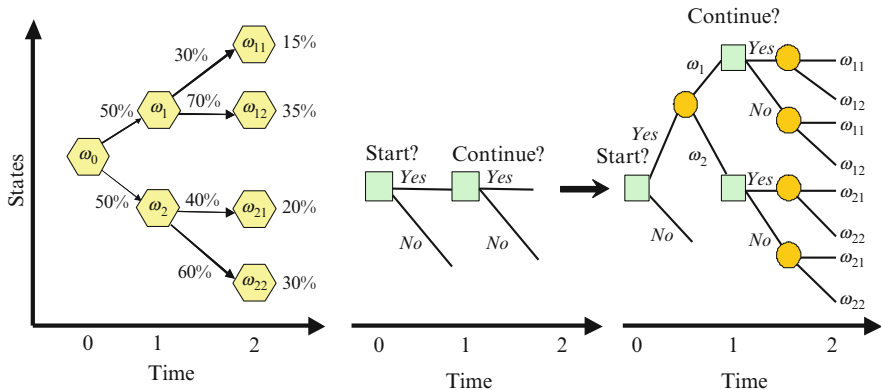 States
ω0
50%
50%
ω1
ω2
30%
70%
40%
60%
ω11
15%
ω12
35%
ω21
20%
ω22
30%
0
1
2
Time
Start?
Yes
No
Continue?
Yes
No
0
1
2
Time
Continue?
Start?
Yes
No
ω1
ω2
Yes
No
Yes
No
ω11
ω12
ω11
ω12
ω21
ω22
ω21
ω22
0
1
2
Time